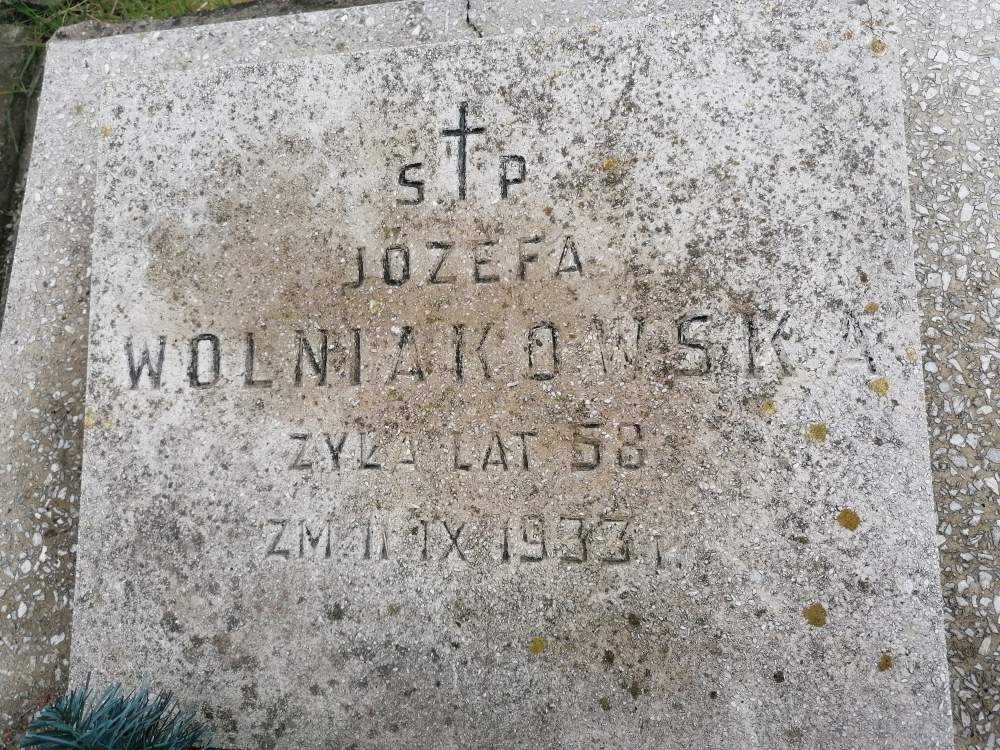 Ś † P
JÓZEFA
WOLNIAKOWSKA
ŻYŁA LAT 58
ZM. 11 IX 1933 r.